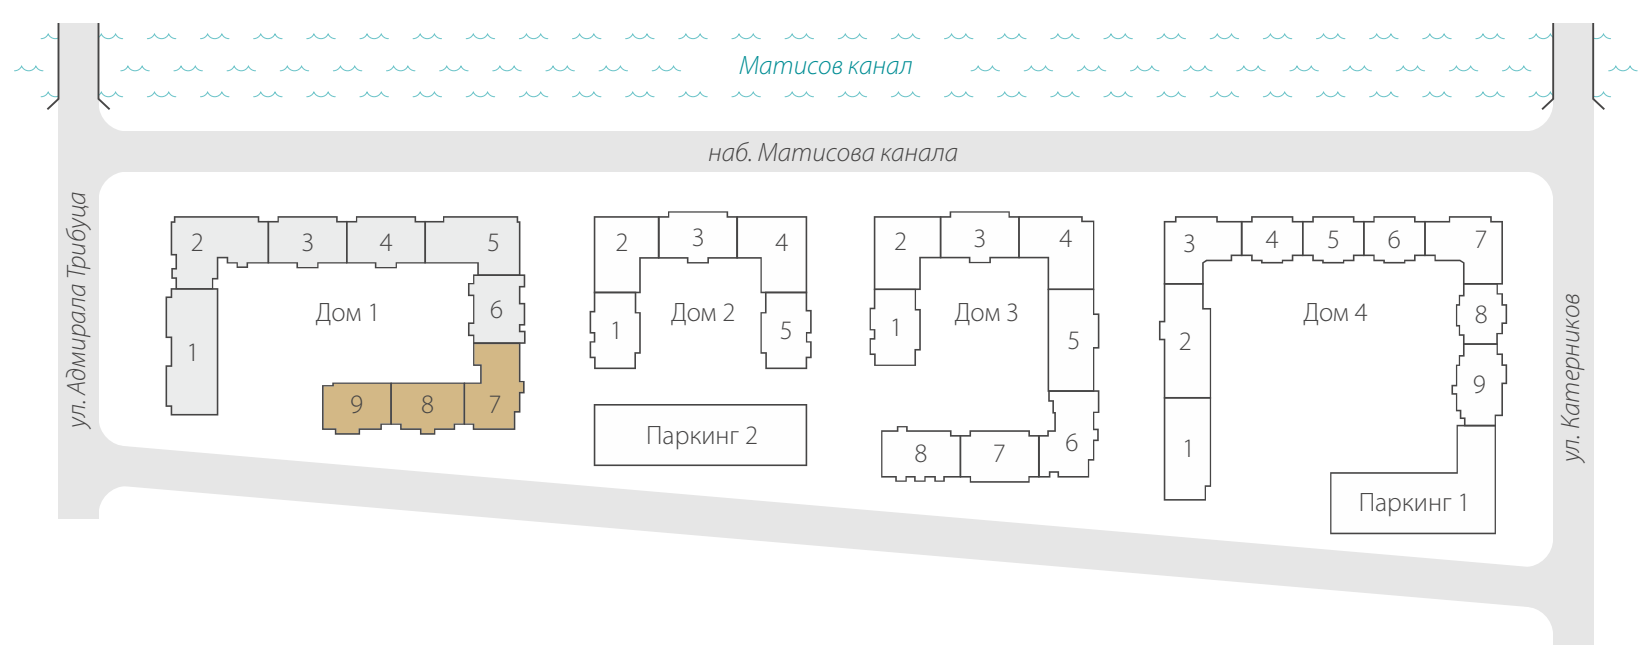 Матисов канал
наб. Матисова канала
ул. Адмирала Трибуца
2 3 4 5
6
Дом 1
1
9 8 7
2 3 4
Дом 2
1 5
Паркинг 2
2 3 4
Дом 3
1 5
8 7 6
3 4 5 6 7
Дом 4
8
2
9
1
Паркинг 1
ул. Катерников